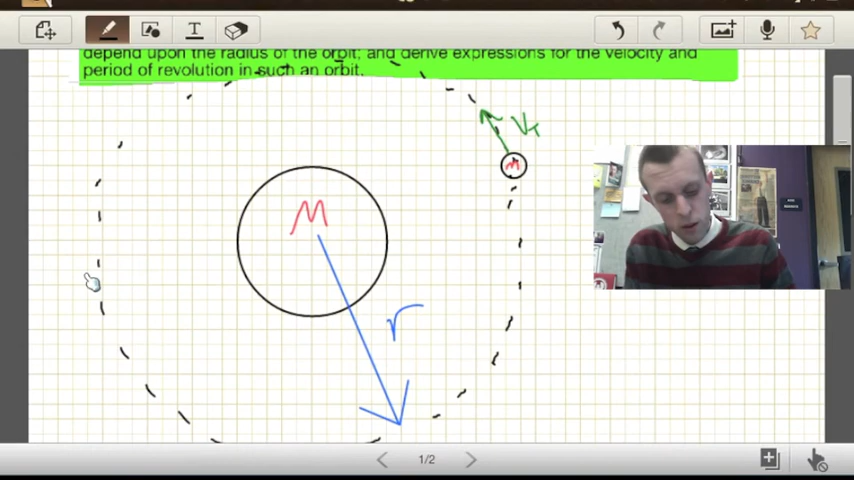 depend upon the radius of the orbit; and derive expressions for the velocity and
period of revolution in such an orbit.
V_T
m
M
r
1/2